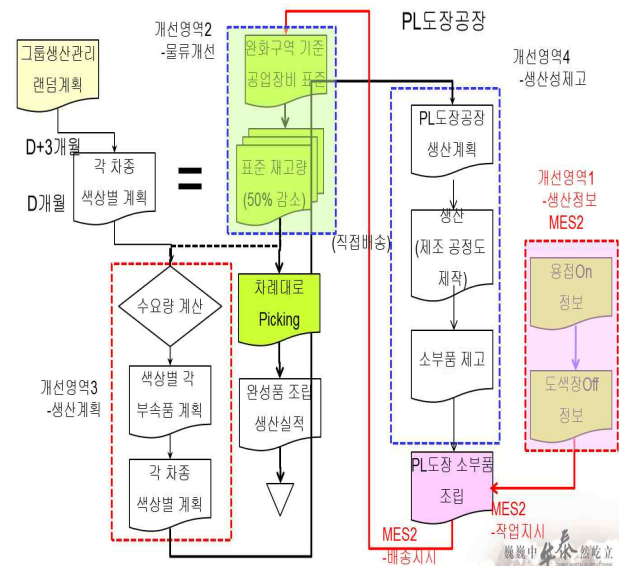 PL도장공장
개선영역2
-물류개선
그룹생산관리
랜덤계획
완화구역 기준
공업장비 표준
개선영역4
-생산성제고
PL도장공장
생산계획
D+3개월
각 차종
색상별 계획
D개월
=
표준 재고량
(50% 감소)
개선영역1
-생산정보
MES2
(직접배송)
생산
(제조 공정도
제작)
용접On
정보
수요량 계산
차례대로
Picking
소부품 제고
도색장Off
정보
개선영역3
-생산계획
색상별 각
부속품 계획
완성품 조립
생산실적
각 차종
색상별 계획
PL도장 소부품
조립
MES2
-작업지시
MES2
-배송지시
巍巍中华泰然屹立